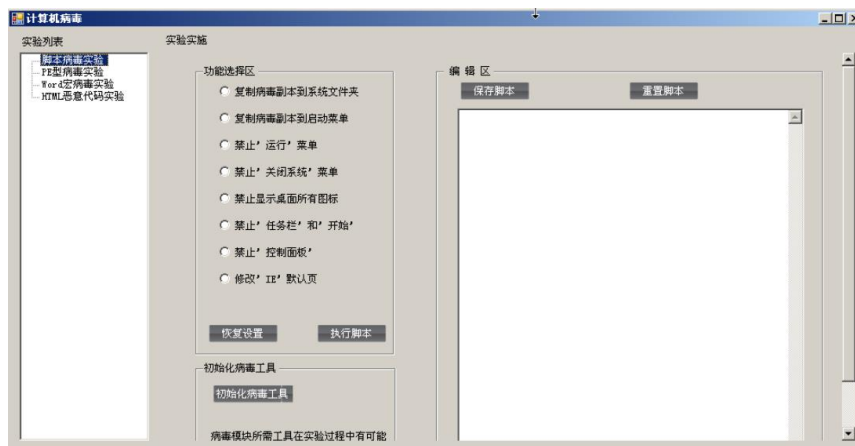 计算机病毒
实验列表
脚本病毒实验
PE型病毒实验
Word宏病毒实验
HTML恶意代码实验
实验实施
功能选择区
复制病毒副本到系统文件夹
复制病毒副本到启动菜单
禁止'运行'菜单
禁止'关闭系统'菜单
禁止显示桌面所有图标
禁止'任务栏'和'开始'
禁止'控制面板'
修改'IE'默认页
恢复设置 执行脚本
初始化病毒工具
初始化病毒工具
病毒模块所需工具在实验过程中有可能
编 辑 区
保存脚本 重置脚本